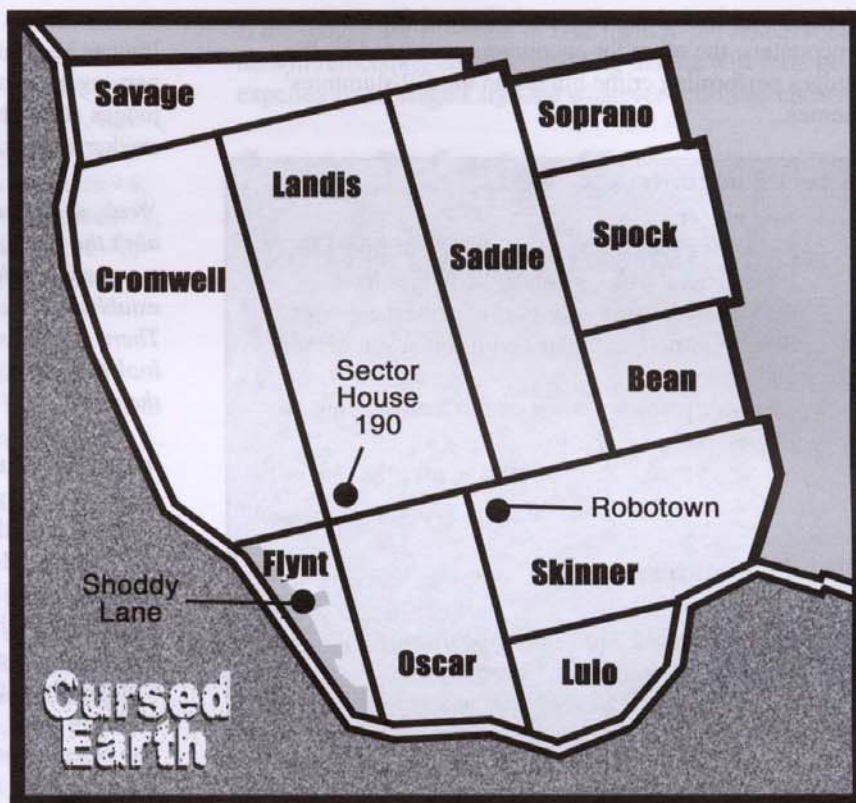 Savage
Soprano
Landis
Spock
Saddle
Cromwell
Bean
Sector
House
190
Robotown
Flynt
Skinner
Shoddy
Lane
Oscar
Lulo
Cursed
Earth